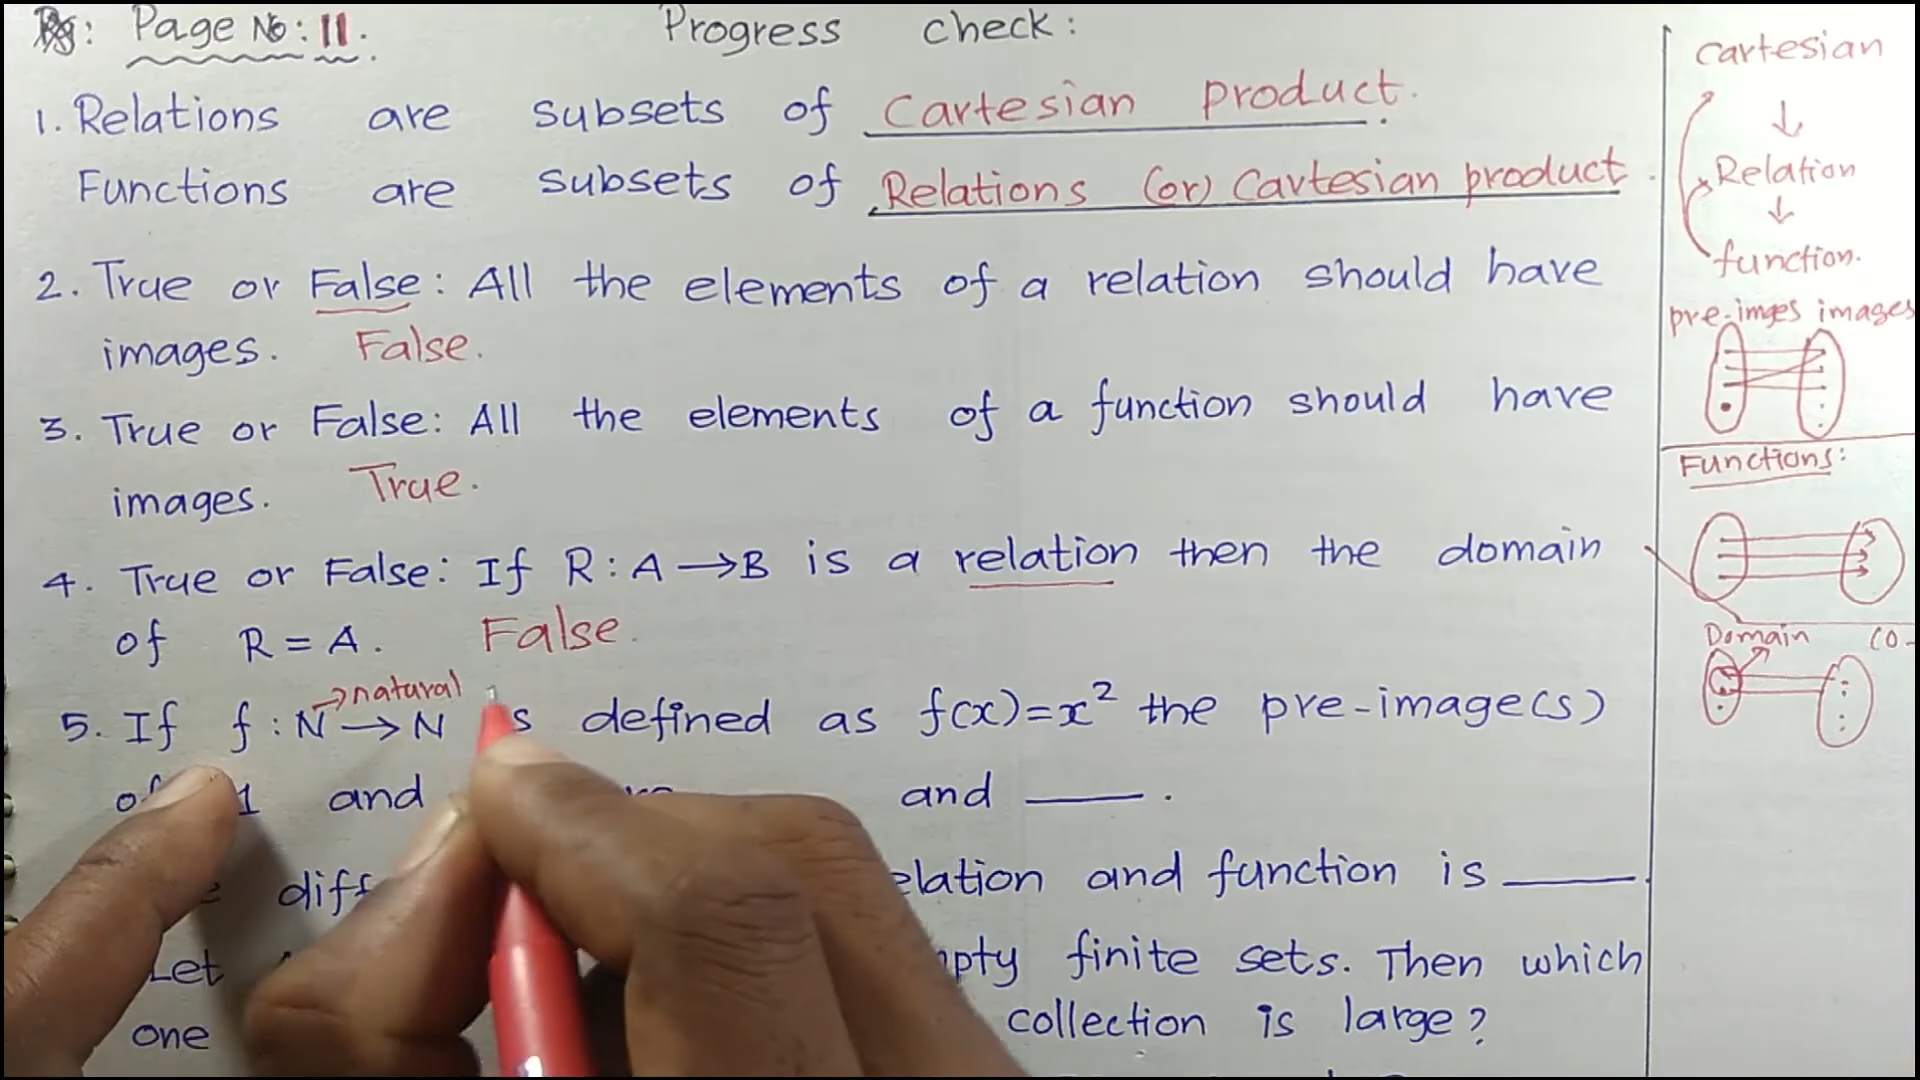 Page No: 11.
Progress check:
1. Relations are subsets of Cartesian product.
Functions are subsets of Relations (or) Cartesian product.
2. True or False: All the elements of a relation should have
images. False.
3. True or False: All the elements of a function should have
images. True.
4. True or False: If R : A → B is a relation then the domain
of R = A. False.
→ natural
5. If f : N → N is defined as f(x) = x² the pre-image(s)
of 1 and and ____ .
elation and function is ____.
Let pty finite sets. Then which
one collection is large?
Cartesian
↓
Relation
↓
function.
pre-imges images
Functions:
Domain co-